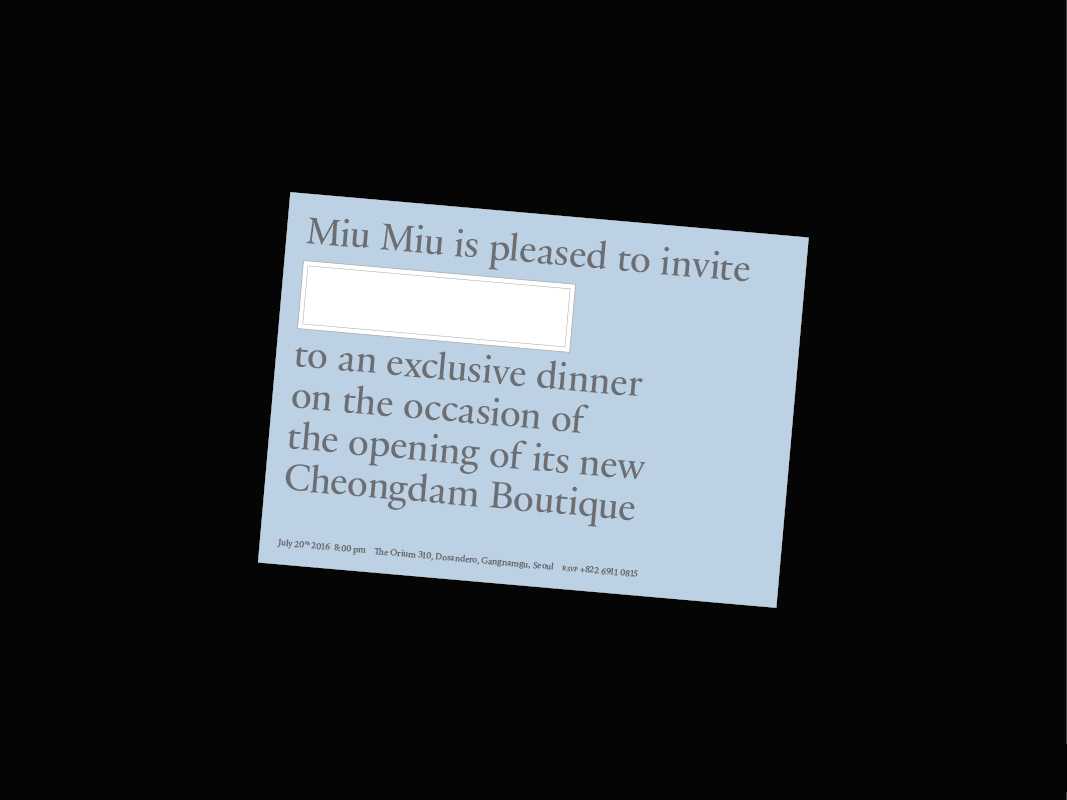 Miu Miu is pleased to invite
to an exclusive dinner
on the occasion of
the opening of its new
Cheongdam Boutique
July 20th 2016 8:00 pm The Orium 310, Dosandero, Gangnamgu, Seoul RSVP +822 6911 0815